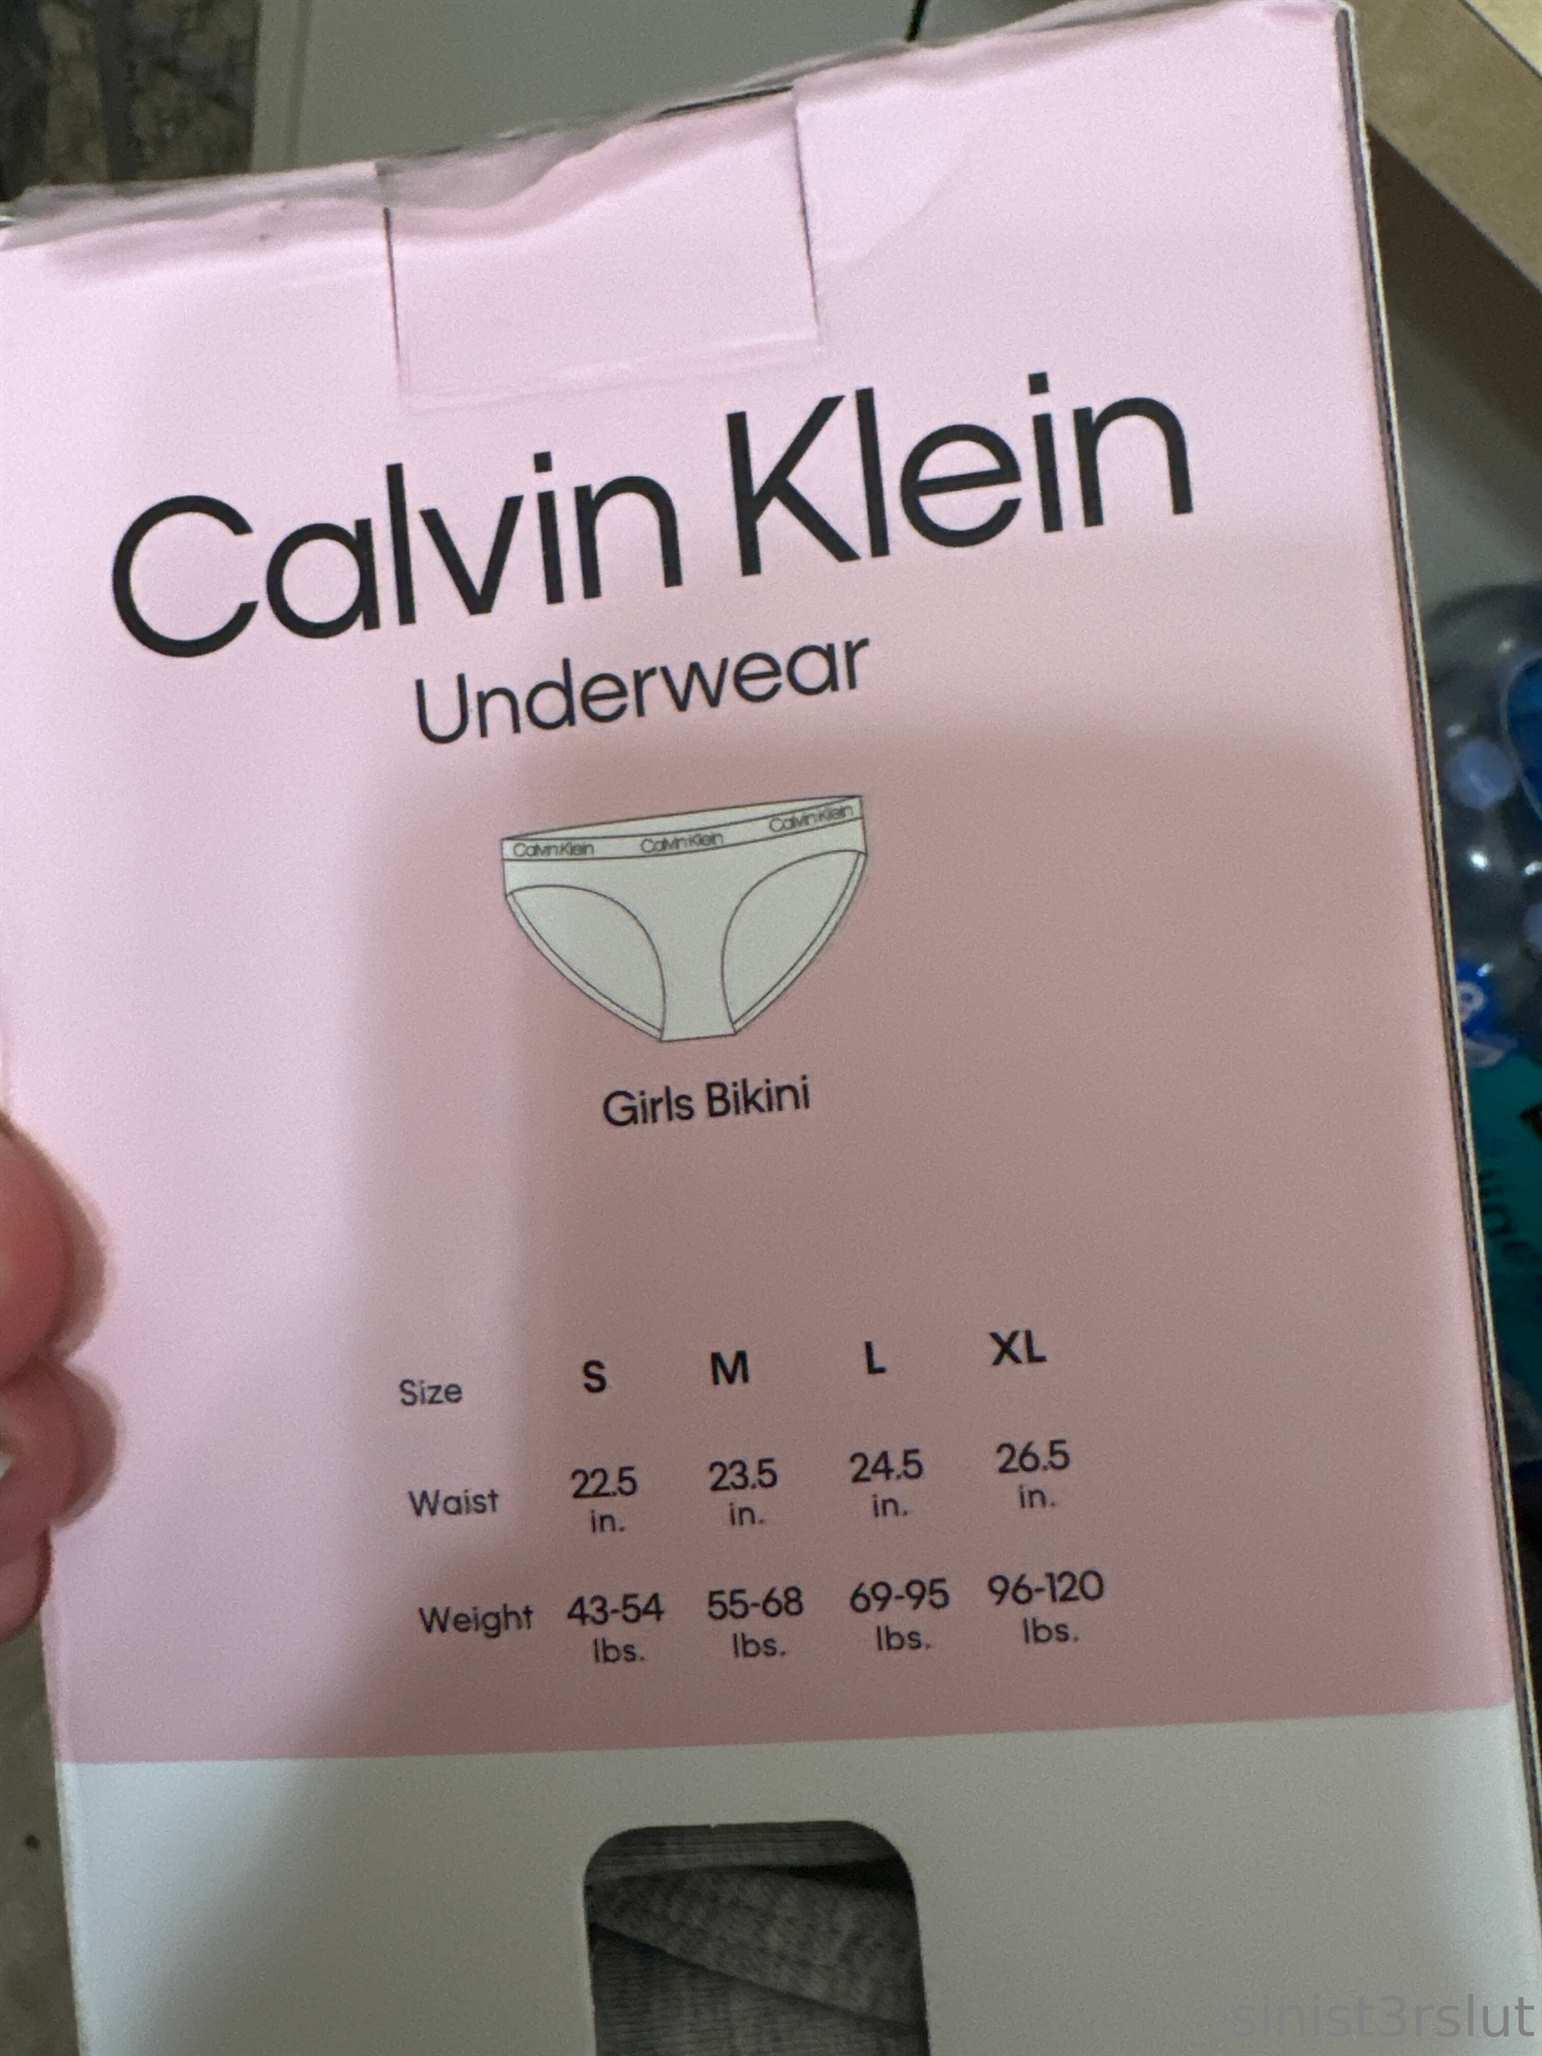 Calvin Klein
Underwear
Calvin Klein Calvin Klein Calvin Klein
Girls Bikini
Size S M L XL
Waist 22.5 in. 23.5 in. 24.5 in. 26.5 in.
Weight 43-54 lbs. 55-68 lbs. 69-95 lbs. 96-120 lbs.
sinist3rslut